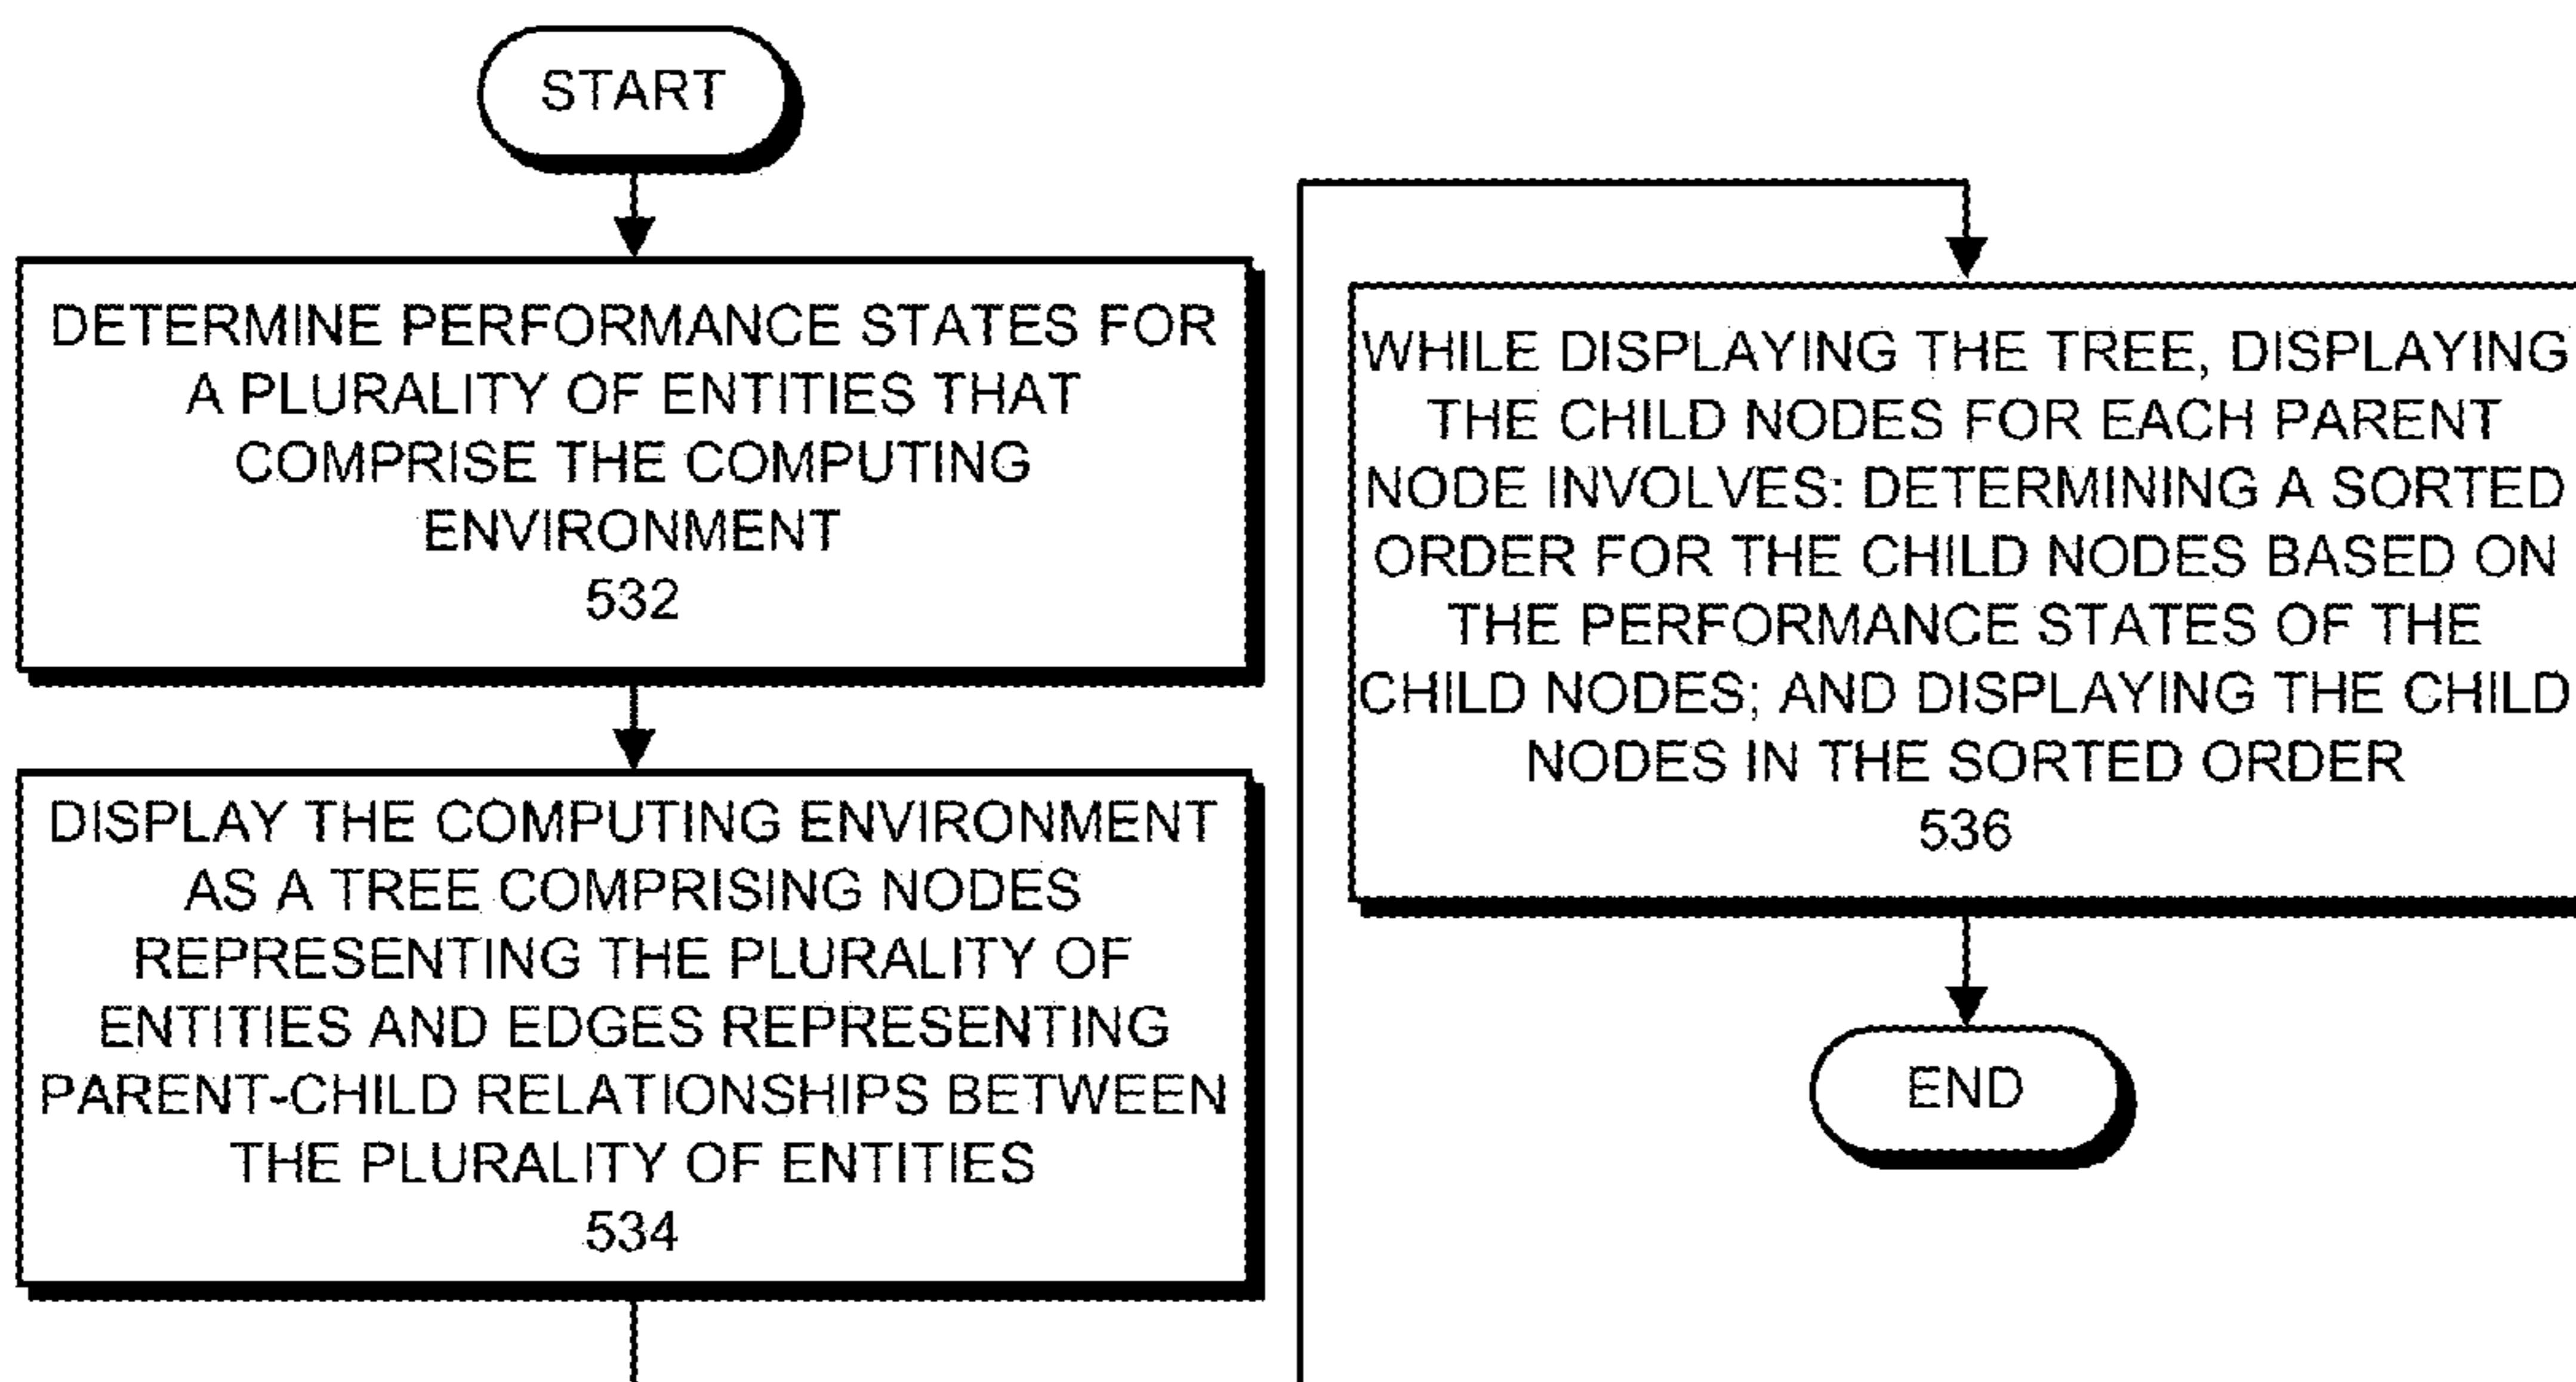 START
DETERMINE PERFORMANCE STATES FOR
A PLURALITY OF ENTITIES THAT
COMPRISE THE COMPUTING
ENVIRONMENT
532
DISPLAY THE COMPUTING ENVIRONMENT
AS A TREE COMPRISING NODES
REPRESENTING THE PLURALITY OF
ENTITIES AND EDGES REPRESENTING
PARENT-CHILD RELATIONSHIPS BETWEEN
THE PLURALITY OF ENTITIES
534
WHILE DISPLAYING THE TREE, DISPLAYING
THE CHILD NODES FOR EACH PARENT
NODE INVOLVES: DETERMINING A SORTED
ORDER FOR THE CHILD NODES BASED ON
THE PERFORMANCE STATES OF THE
CHILD NODES; AND DISPLAYING THE CHILD
NODES IN THE SORTED ORDER
536
END